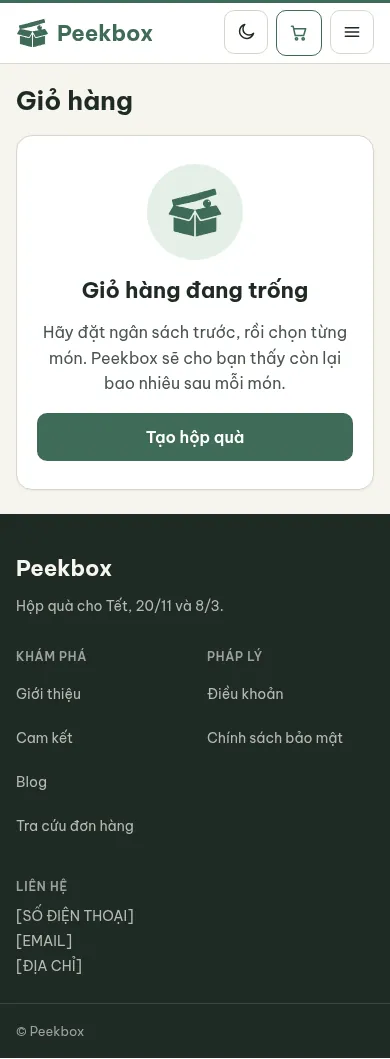 Peekbox
Giỏ hàng
Giỏ hàng đang trống
Hãy đặt ngân sách trước, rồi chọn từng
món. Peekbox sẽ cho bạn thấy còn lại
bao nhiêu sau mỗi món.
Tạo hộp quà
Peekbox
Hộp quà cho Tết, 20/11 và 8/3.
KHÁM PHÁ
Giới thiệu
Cam kết
Blog
Tra cứu đơn hàng
PHÁP LÝ
Điều khoản
Chính sách bảo mật
LIÊN HỆ
[SỐ ĐIỆN THOẠI]
[EMAIL]
[ĐỊA CHỈ]
© Peekbox